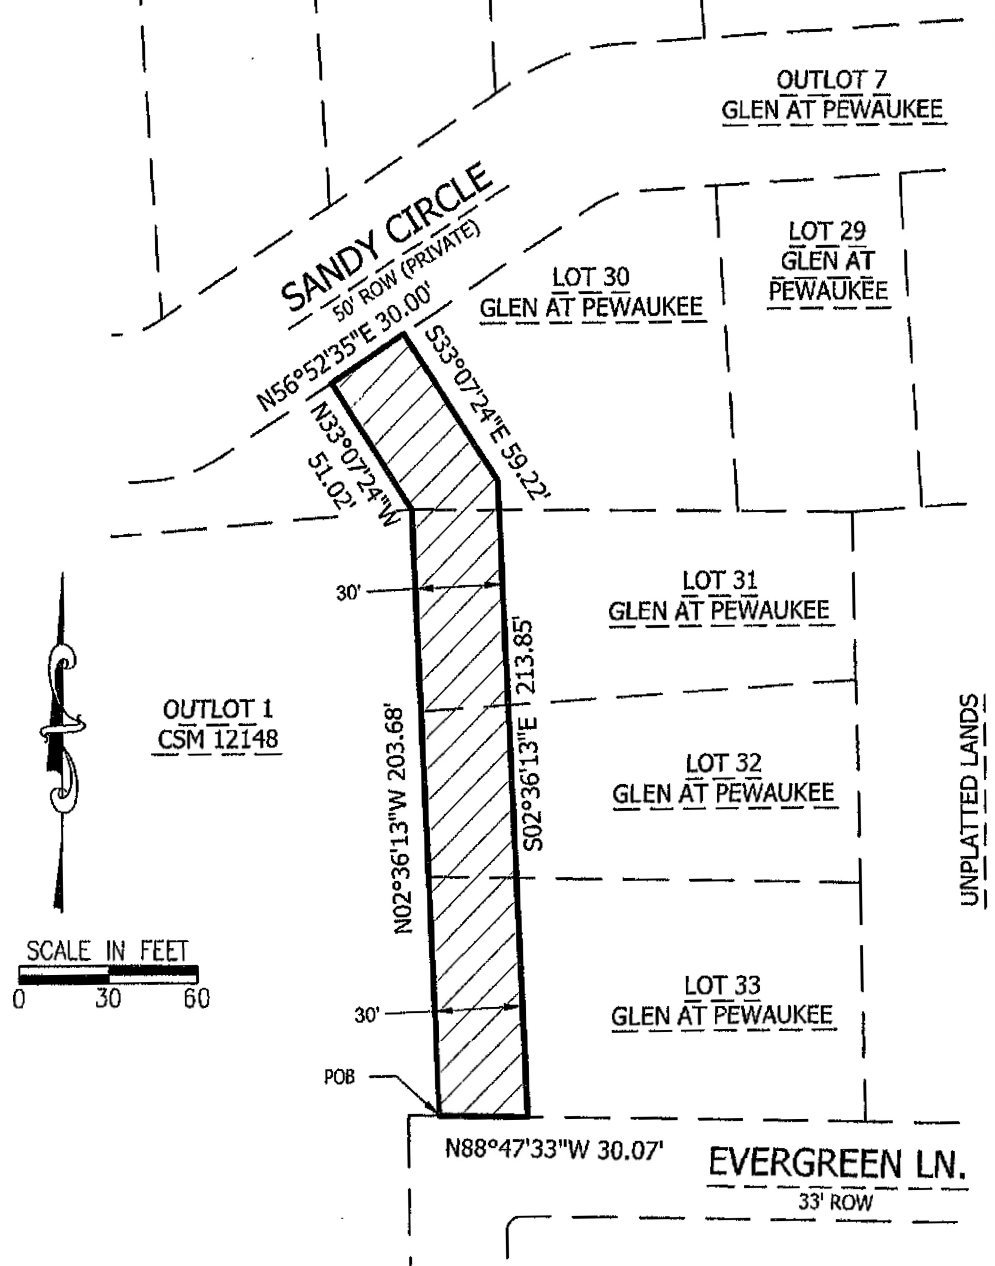 OUTLOT 7
GLEN AT PEWAUKEE
SANDY CIRCLE
50' ROW (PRIVATE)
LOT 29
GLEN AT
PEWAUKEE
LOT 30
GLEN AT PEWAUKEE
N56°52'35"E 30.00'
S33°07'24"E 59.22'
N33°07'24"W
51.02'
30'
LOT 31
GLEN AT PEWAUKEE
S02°36'13"E 213.85'
N02°36'13"W 203.68'
OUTLOT 1
CSM 12148
LOT 32
GLEN AT PEWAUKEE
UNPLATTED LANDS
SCALE IN FEET
0 30 60
LOT 33
GLEN AT PEWAUKEE
30'
POB
N88°47'33"W 30.07'
EVERGREEN LN.
33' ROW